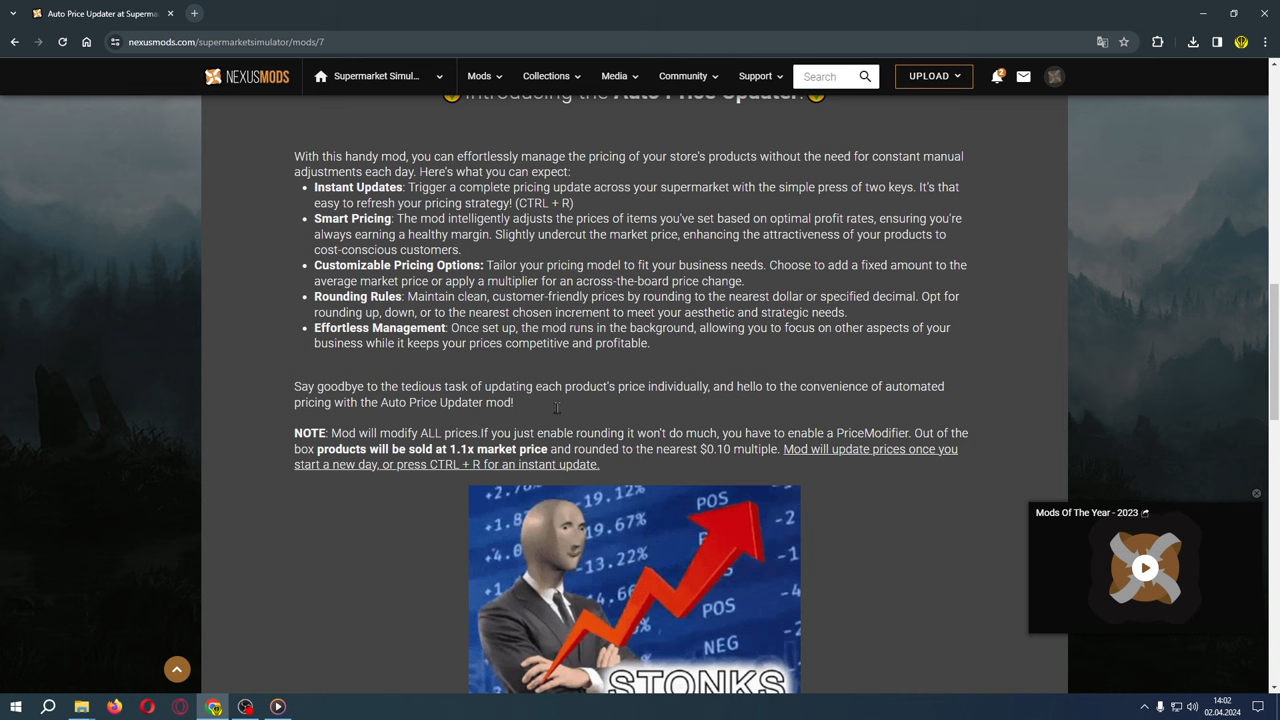 Auto Price Updater at Superma
nexusmods.com/supermarketsimulator/mods/7
NEXUSMODS
Supermarket Simul...
Mods
Collections
Media
Community
Support
Search
UPLOAD
2
Introducing the Auto Price Updater!
With this handy mod, you can effortlessly manage the pricing of your store's products without the need for constant manual
adjustments each day. Here's what you can expect:
• Instant Updates: Trigger a complete pricing update across your supermarket with the simple press of two keys. It's that
easy to refresh your pricing strategy! (CTRL + R)
• Smart Pricing: The mod intelligently adjusts the prices of items you've set based on optimal profit rates, ensuring you're
always earning a healthy margin. Slightly undercut the market price, enhancing the attractiveness of your products to
cost-conscious customers.
• Customizable Pricing Options: Tailor your pricing model to fit your business needs. Choose to add a fixed amount to the
average market price or apply a multiplier for an across-the-board price change.
• Rounding Rules: Maintain clean, customer-friendly prices by rounding to the nearest dollar or specified decimal. Opt for
rounding up, down, or to the nearest chosen increment to meet your aesthetic and strategic needs.
• Effortless Management: Once set up, the mod runs in the background, allowing you to focus on other aspects of your
business while it keeps your prices competitive and profitable.
Say goodbye to the tedious task of updating each product's price individually, and hello to the convenience of automated
pricing with the Auto Price Updater mod!
NOTE: Mod will modify ALL prices.If you just enable rounding it won't do much, you have to enable a PriceModifier. Out of the
box products will be sold at 1.1x market price and rounded to the nearest $0.10 multiple. Mod will update prices once you
start a new day, or press CTRL + R for an instant update.
-19.12%
POS
-2
+1.8
-19.67%
+4.0
-13.22%
-1
POS
-4
NEG
-2
STONKS
Mods Of The Year - 2023
14:02
02.04.2024